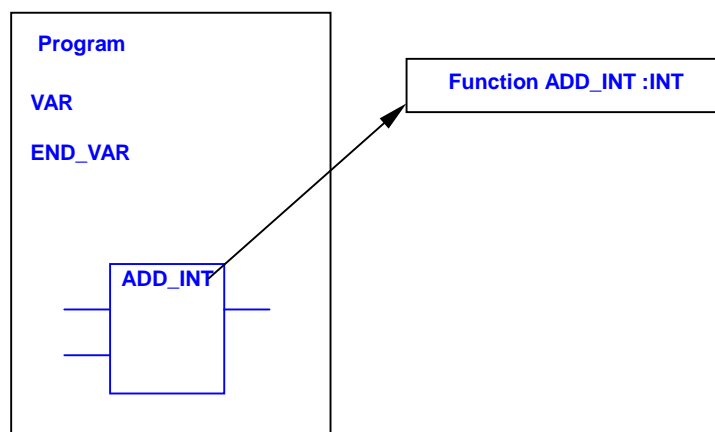 Program
VAR
END_VAR
ADD_INT
Function ADD_INT :INT